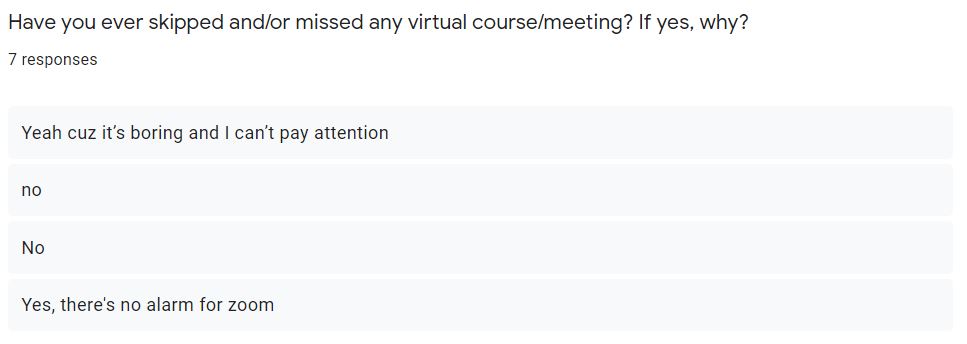 Have you ever skipped and/or missed any virtual course/meeting? If yes, why?
7 responses
Yeah cuz it’s boring and I can’t pay attention
no
No
Yes, there's no alarm for zoom